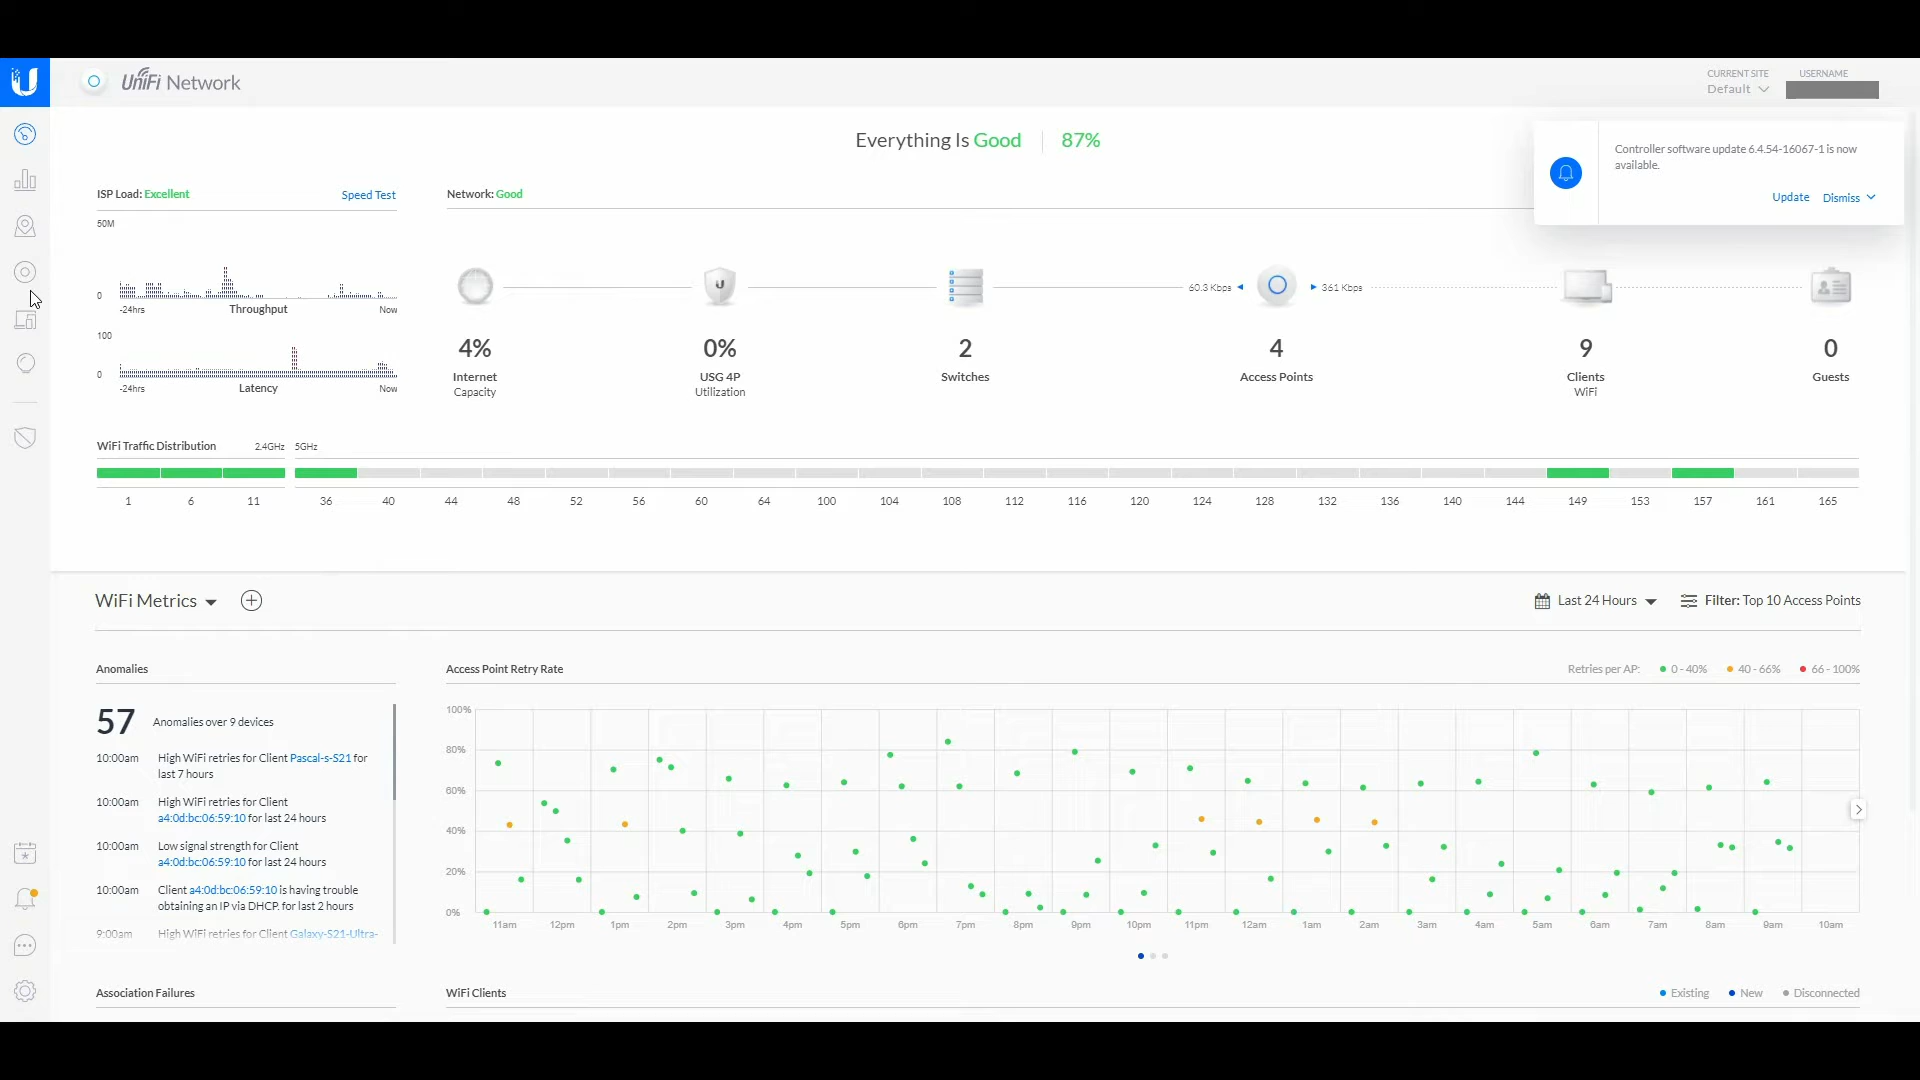 UniFi Network
CURRENT SITE
Default
USERNAME
Everything Is Good
87%
Controller software update 6.4.54-16067-1 is now
available.
Update
Dismiss
ISP Load: Excellent
Speed Test
50M
0
-24hrs
Throughput
Now
100
0
-24hrs
Latency
Now
Network: Good
60.3 Kbps
361 Kbps
4%
Internet
Capacity
0%
USG 4P
Utilization
2
Switches
4
Access Points
9
Clients
WiFi
0
Guests
WiFi Traffic Distribution
2.4GHz
5GHz
1 6 11 36 40 44 48 52 56 60 64 100 104 108 112 116 120 124 128 132 136 140 144 149 153 157 161 165
WiFi Metrics
Last 24 Hours
Filter: Top 10 Access Points
Anomalies
57
Anomalies over 9 devices
10:00am
High WiFi retries for Client Pascal-s-S21 for
last 7 hours
10:00am
High WiFi retries for Client
a4:0d:bc:06:59:10 for last 24 hours
10:00am
Low signal strength for Client
a4:0d:bc:06:59:10 for last 24 hours
10:00am
Client a4:0d:bc:06:59:10 is having trouble
obtaining an IP via DHCP. for last 2 hours
9:00am
High WiFi retries for Client Galaxy-S21-Ultra-
Access Point Retry Rate
Retries per AP:
0 - 40%
40 - 66%
66 - 100%
100%
80%
60%
40%
20%
0%
11am 12pm 1pm 2pm 3pm 4pm 5pm 6pm 7pm 8pm 9pm 10pm 11pm 12am 1am 2am 3am 4am 5am 6am 7am 8am 9am 10am
Association Failures
WiFi Clients
Existing
New
Disconnected